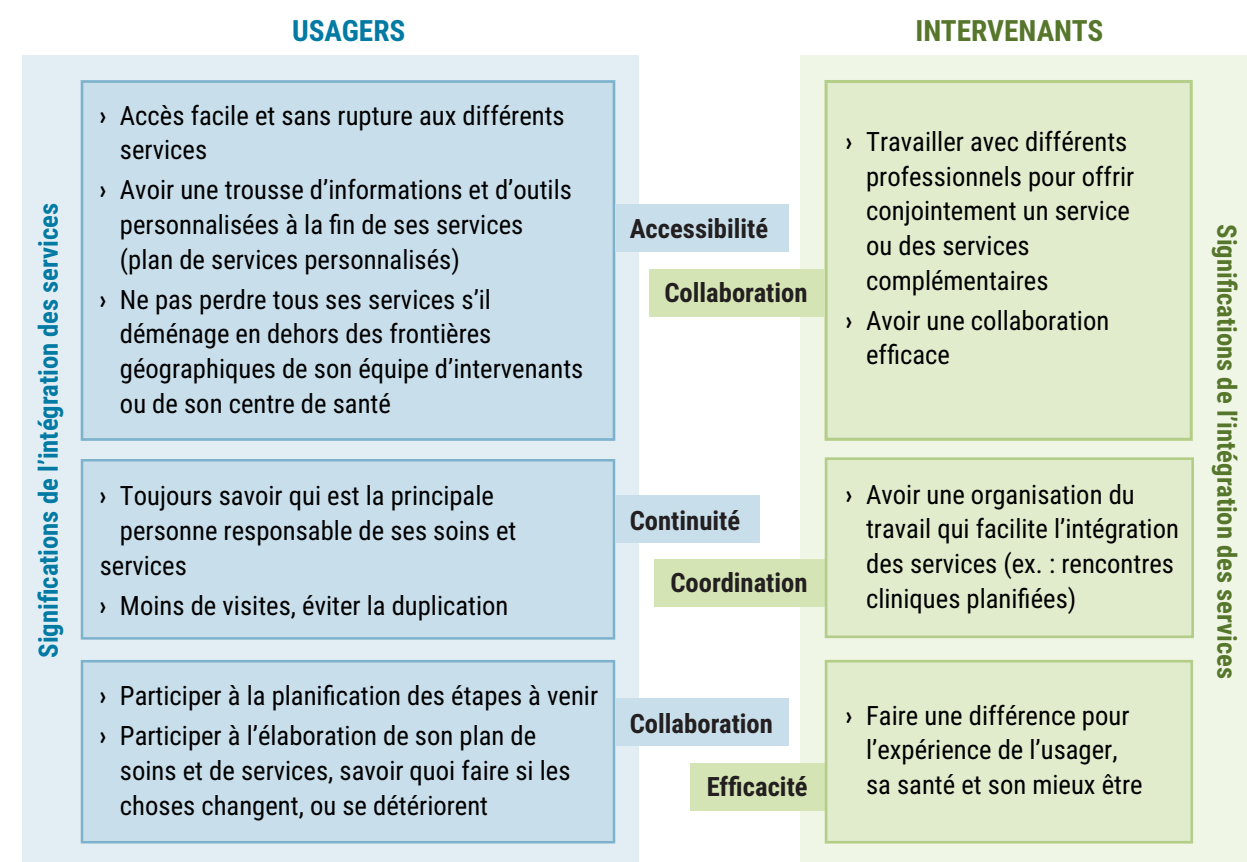 USAGERS
Significations de l'intégration des services
› Accès facile et sans rupture aux différents
services
› Avoir une trousse d’informations et d’outils
personnalisées à la fin de ses services
(plan de services personnalisés)
› Ne pas perdre tous ses services s’il
déménage en dehors des frontières
géographiques de son équipe d’intervenants
ou de son centre de santé
Accessibilité
› Toujours savoir qui est la principale
personne responsable de ses soins et
services
› Moins de visites, éviter la duplication
Continuité
› Participer à la planification des étapes à venir
› Participer à l’élaboration de son plan de
soins et de services, savoir quoi faire si les
choses changent, ou se détériorent
Collaboration
INTERVENANTS
Significations de l'intégration des services
Collaboration
› Travailler avec différents
professionnels pour offrir
conjointement un service
ou des services
complémentaires
› Avoir une collaboration
efficace
Coordination
› Avoir une organisation du
travail qui facilite l’intégration
des services (ex. : rencontres
cliniques planifiées)
Efficacité
› Faire une différence pour
l’expérience de l’usager,
sa santé et son mieux être